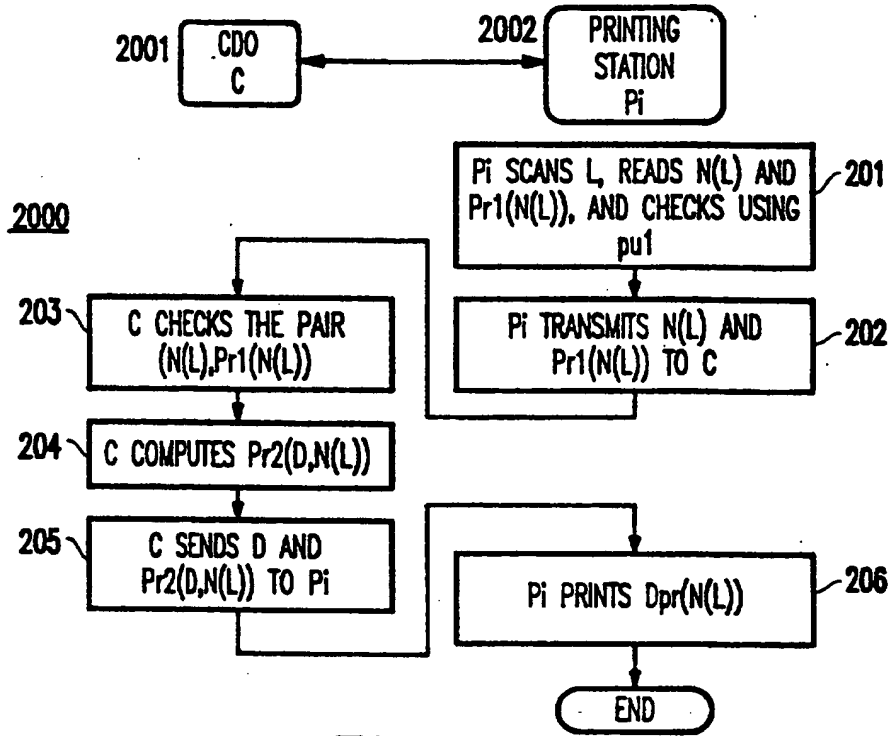 2001
CDO
C
2002
PRINTING
STATION
Pi
2000
201
Pi SCANS L, READS N(L) AND
Pr1(N(L)), AND CHECKS USING
pu1
202
Pi TRANSMITS N(L) AND
Pr1(N(L)) TO C
203
C CHECKS THE PAIR
(N(L),Pr1(N(L))
204
C COMPUTES Pr2(D,N(L))
205
C SENDS D AND
Pr2(D,N(L)) TO Pi
206
Pi PRINTS Dpr(N(L))
END